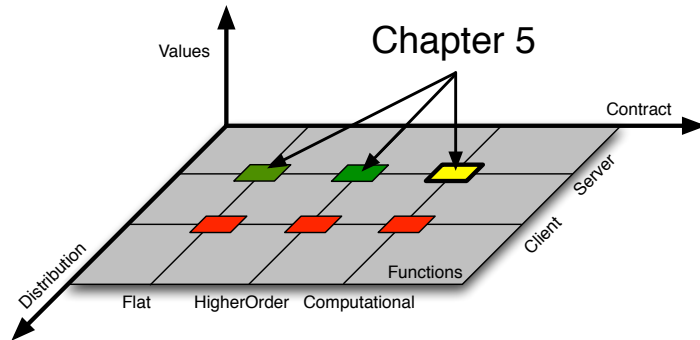 Chapter 5
Values
Contract
Server
Client
Distribution
Functions
Flat
HigherOrder
Computational